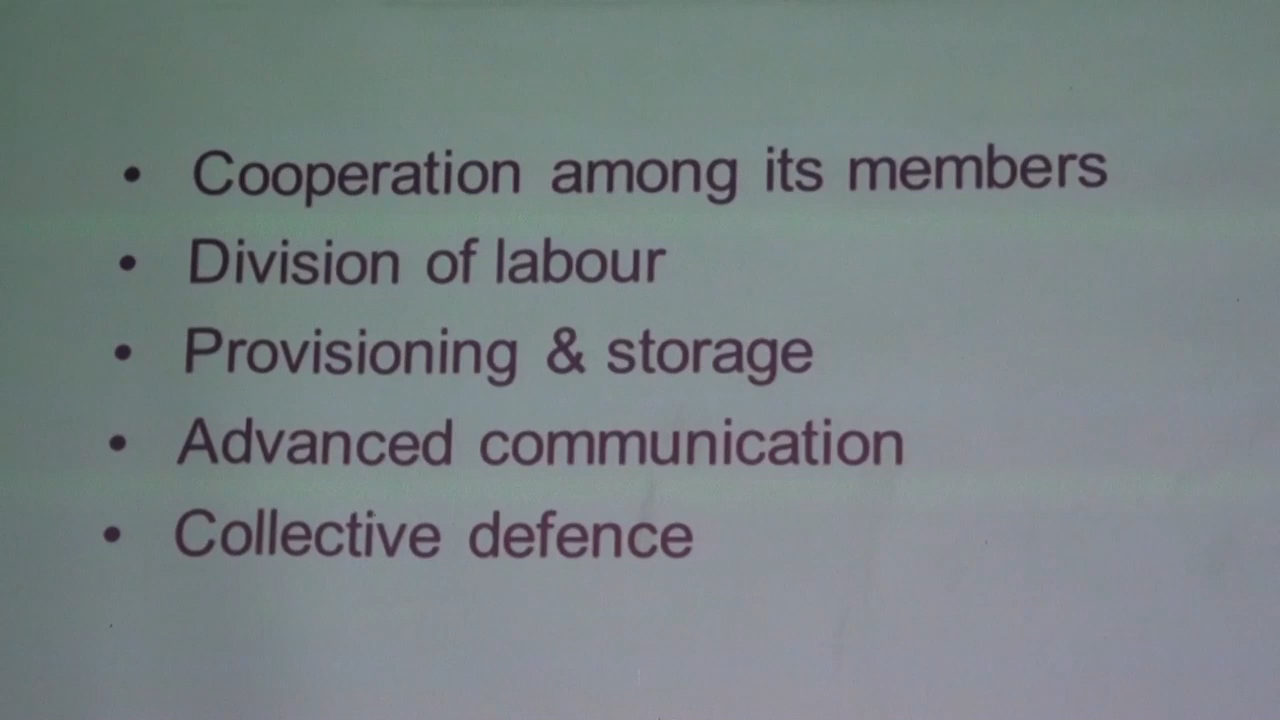 • Cooperation among its members
• Division of labour
• Provisioning & storage
• Advanced communication
• Collective defence